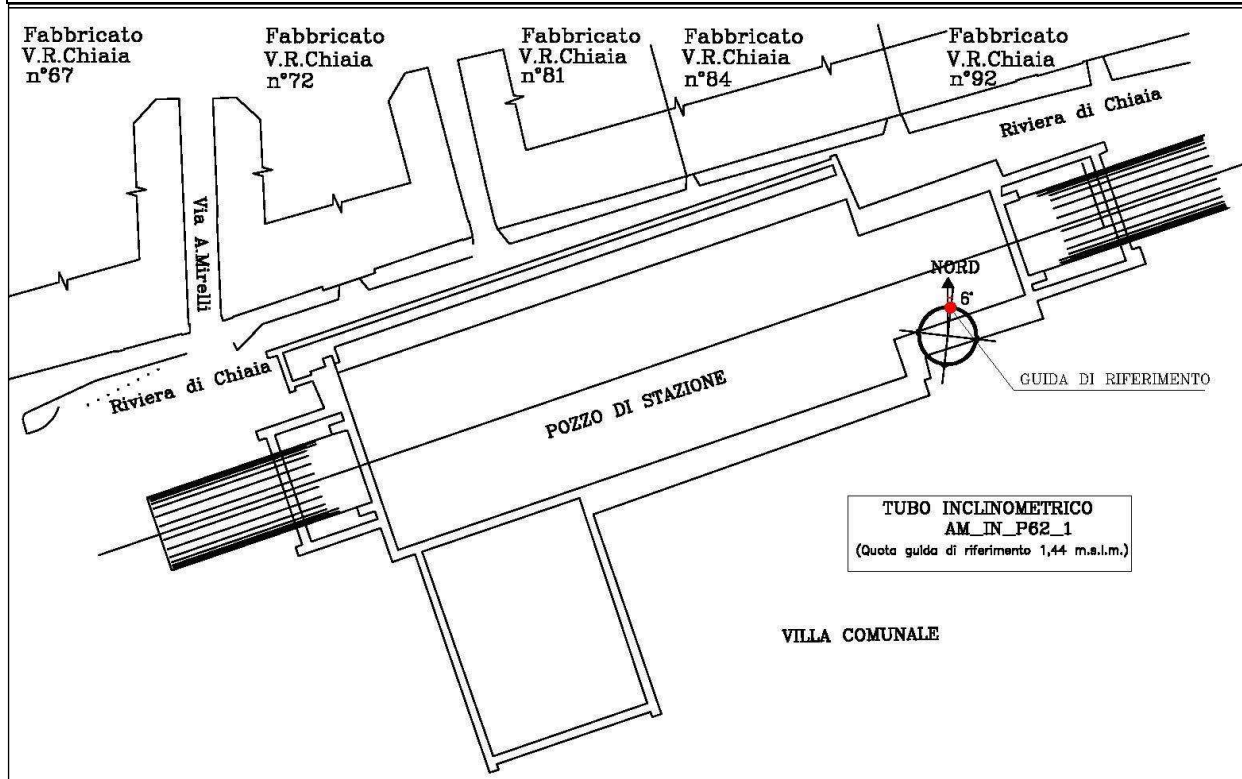 Fabbricato
V.R.Chiaia
n°67
Fabbricato
V.R.Chiaia
n°72
Fabbricato
V.R.Chiaia
n°81
Fabbricato
V.R.Chiaia
n°84
Fabbricato
V.R.Chiaia
n°92
Riviera di Chiaia
Via A.Mirelli
NORD
6°
Riviera di Chiaia
GUIDA DI RIFERIMENTO
POZZO DI STAZIONE
TUBO INCLINOMETRICO
AM_IN_P62_1
(Quota guida di riferimento 1,44 m.s.l.m.)
VILLA COMUNALE